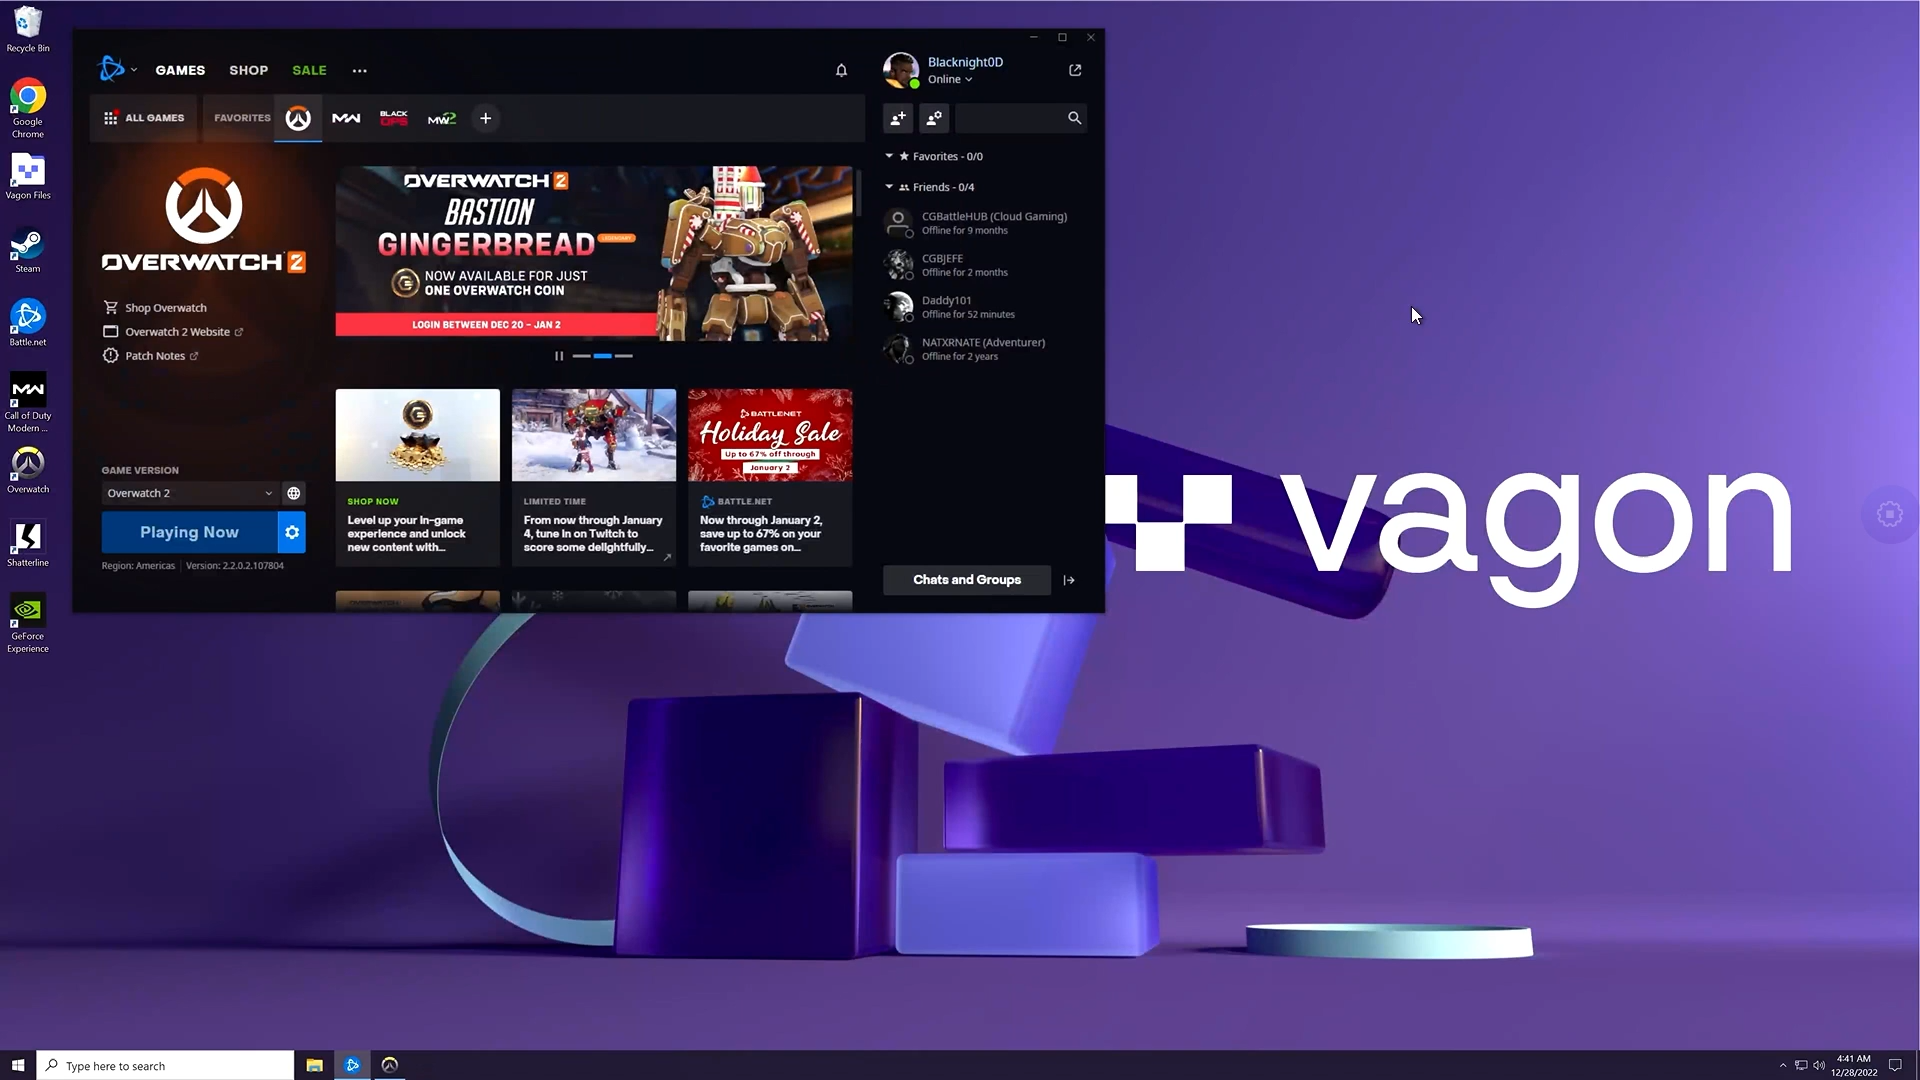 Recycle Bin
Google
Chrome
Vagon Files
Steam
Battle.net
Call of Duty
Modern ...
Overwatch
Shatterline
GeForce
Experience
GAMES
SHOP
SALE
ALL GAMES
FAVORITES
BLACK
OPS
MW2
OVERWATCH 2
Shop Overwatch
Overwatch 2 Website
Patch Notes
GAME VERSION
Overwatch 2
Playing Now
Region: Americas
Version: 2.2.0.2.107804
OVERWATCH 2
BASTION
GINGERBREAD
LEGENDARY
NOW AVAILABLE FOR JUST
ONE OVERWATCH COIN
LOGIN BETWEEN DEC 20 – JAN 2
SHOP NOW
Level up your in-game
experience and unlock
new content with...
LIMITED TIME
From now through January
4, tune in on Twitch to
score some delightfully...
BATTLENET
Holiday Sale
Up to 67% off through
January 2
BATTLE.NET
Now through January 2,
save up to 67% on your
favorite games on...
Blacknight0D
Online
Favorites - 0/0
Friends - 0/4
CGBattleHUB (Cloud Gaming)
Offline for 9 months
CGBJEFE
Offline for 2 months
Daddy101
Offline for 52 minutes
NATXRNATE (Adventurer)
Offline for 2 years
Chats and Groups
vagon
Type here to search
4:41 AM
12/28/2022